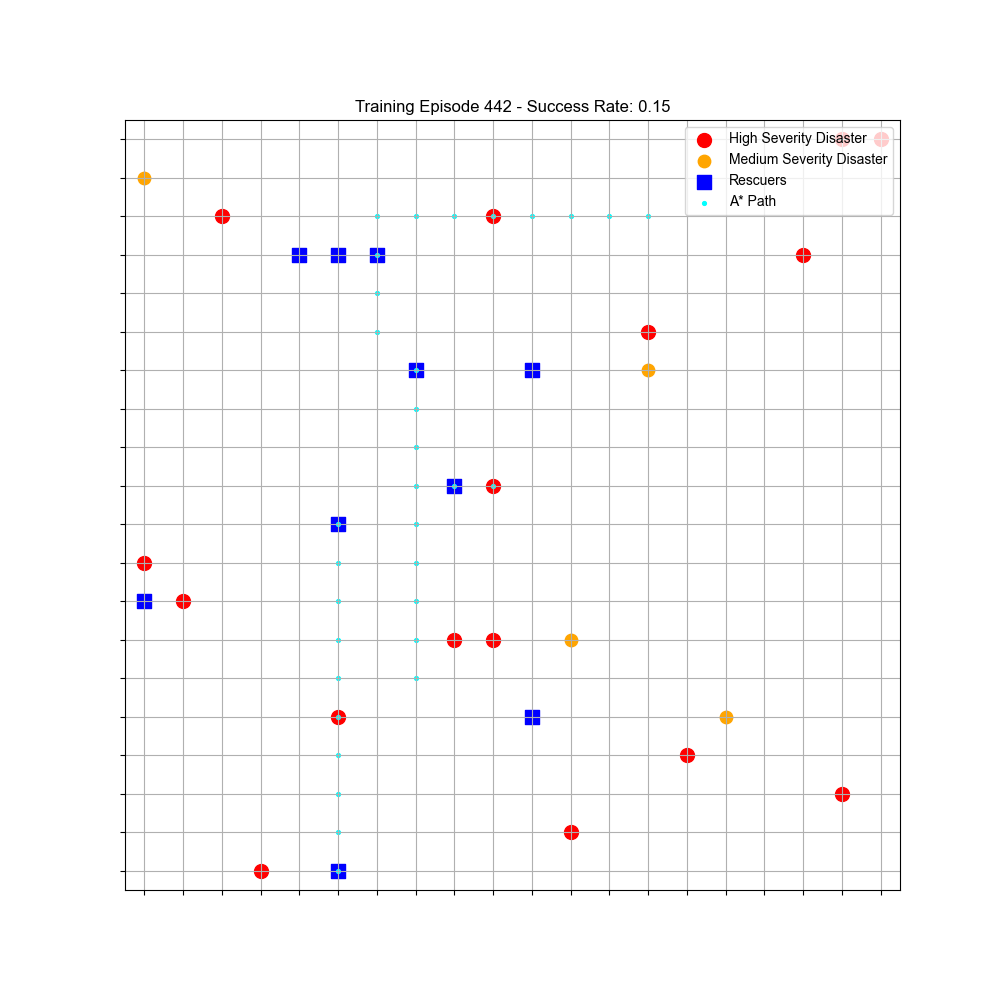 Training Episode 442 - Success Rate: 0.15
High Severity Disaster
Medium Severity Disaster
Rescuers
A* Path